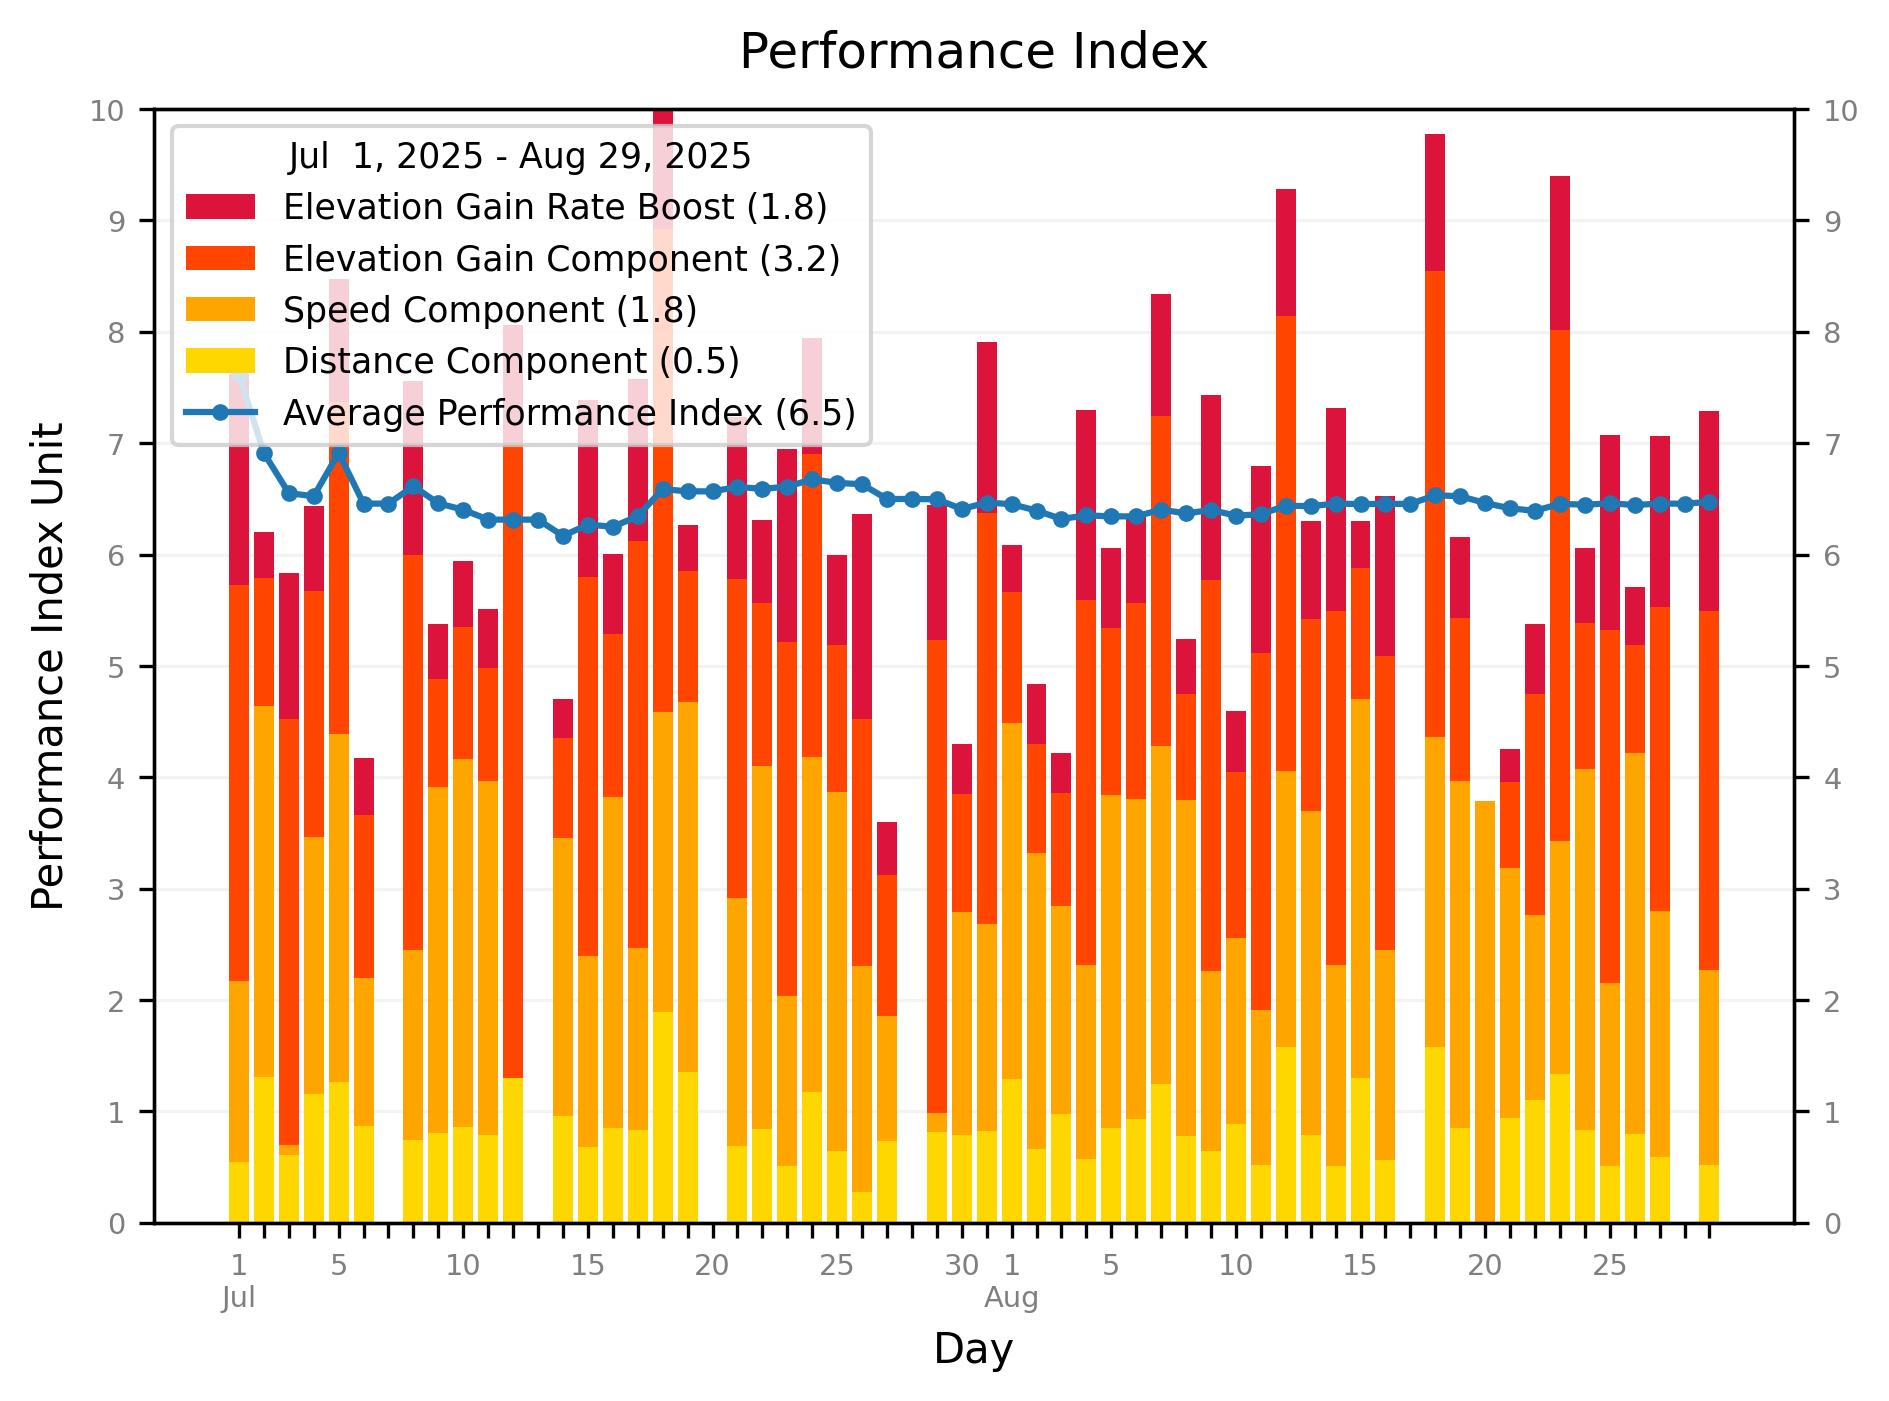 Performance Index
Performance Index Unit
10
9
8
7
6
5
4
3
2
1
0
Jul  1, 2025 - Aug 29, 2025
Elevation Gain Rate Boost (1.8)
Elevation Gain Component (3.2)
Speed Component (1.8)
Distance Component (0.5)
Average Performance Index (6.5)
10
9
8
7
6
5
4
3
2
1
0
1 5 10 15 20 25 30 1 5 10 15 20 25
Jul Aug
Day